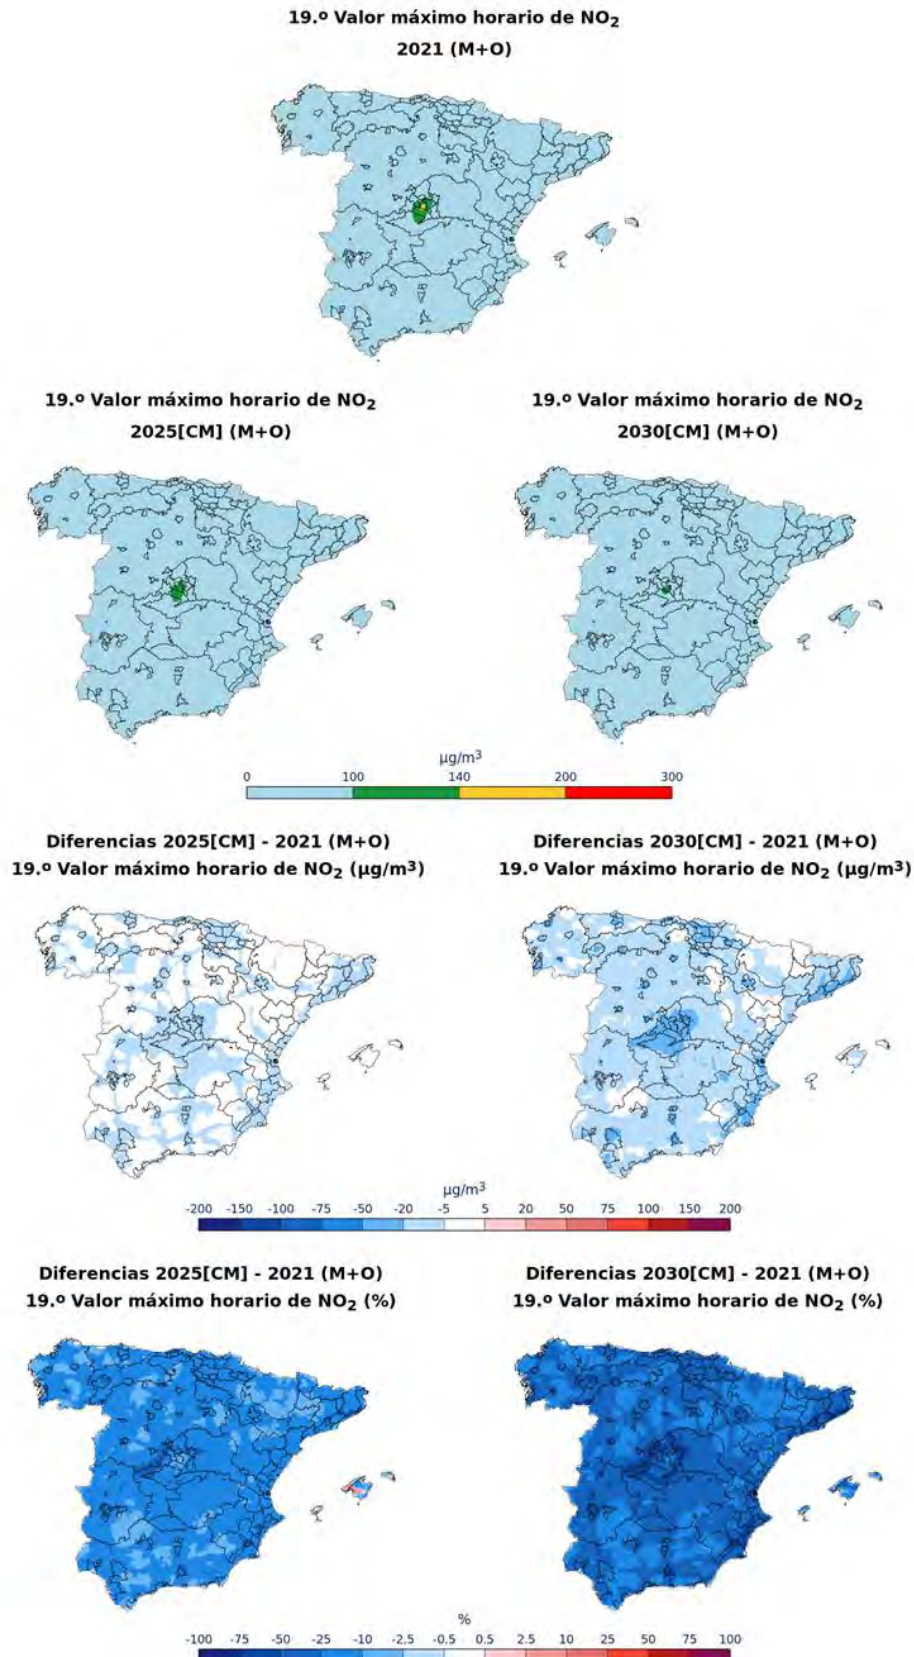 19.º Valor máximo horario de NO2
2021 (M+O)
19.º Valor máximo horario de NO2
2025[CM] (M+O)
19.º Valor máximo horario de NO2
2030[CM] (M+O)
µg/m3
0 100 140 200 300
Diferencias 2025[CM] - 2021 (M+O)
19.º Valor máximo horario de NO2 (µg/m3)
Diferencias 2030[CM] - 2021 (M+O)
19.º Valor máximo horario de NO2 (µg/m3)
µg/m3
-200 -150 -100 -75 -50 -20 -5 5 20 50 75 100 150 200
Diferencias 2025[CM] - 2021 (M+O)
19.º Valor máximo horario de NO2 (%)
Diferencias 2030[CM] - 2021 (M+O)
19.º Valor máximo horario de NO2 (%)
%
-100 -75 -50 -25 -10 -2.5 -0.5 0.5 2.5 10 25 50 75 100